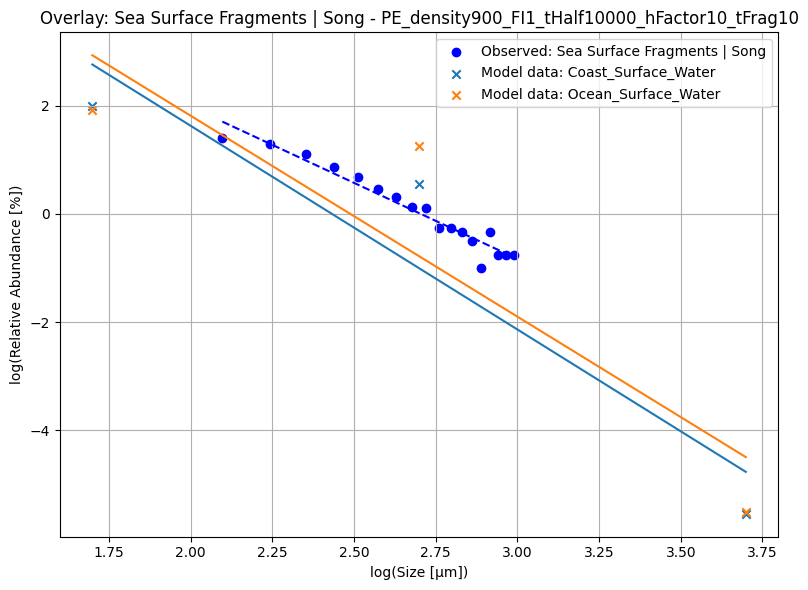 Overlay: Sea Surface Fragments | Song - PE_density900_FI1_tHalf10000_hFactor10_tFrag10
Observed: Sea Surface Fragments | Song
Model data: Coast_Surface_Water
Model data: Ocean_Surface_Water
log(Relative Abundance [%])
2
0
−2
−4
1.75
2.00
2.25
2.50
2.75
3.00
3.25
3.50
3.75
log(Size [µm])